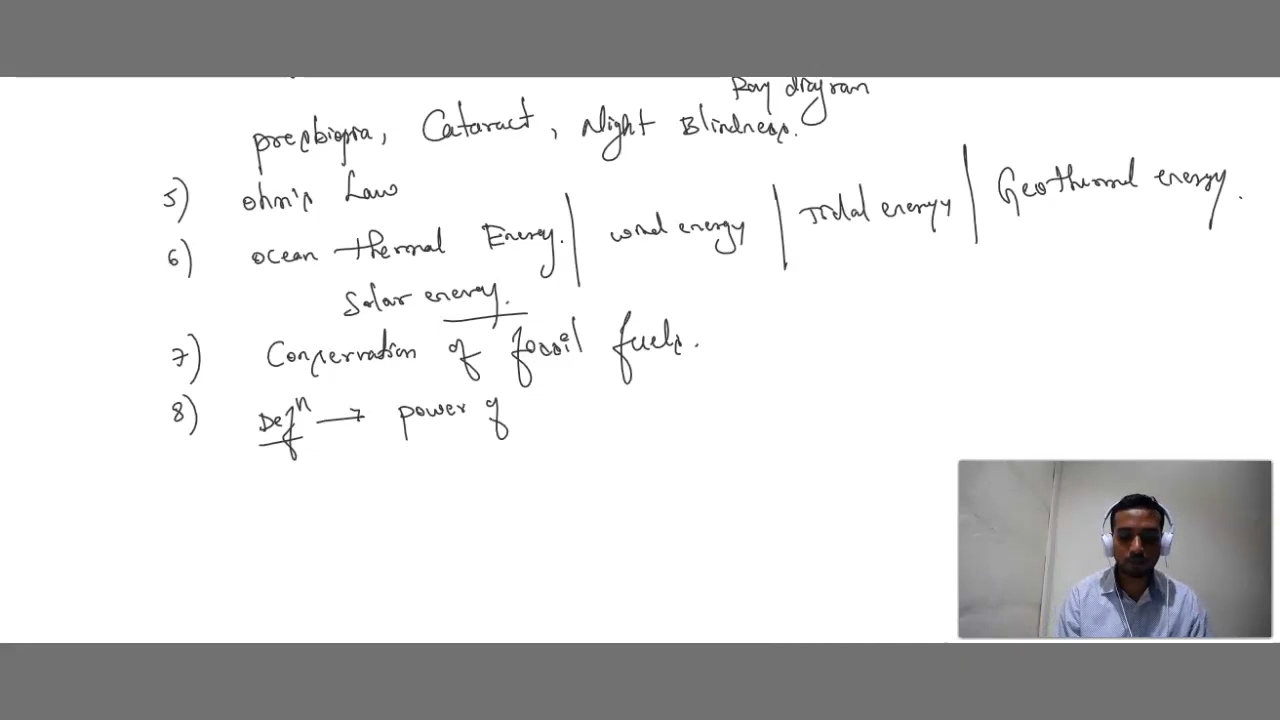 Ray diagram
presbiopia, Cataract, Night Blindness.
5) ohm's Law
6) ocean thermal Energy. | wind energy | Tidal energy | Geothermal energy.
Solar energy.
7) Conservation of fossil fuels.
8) Defn → power of